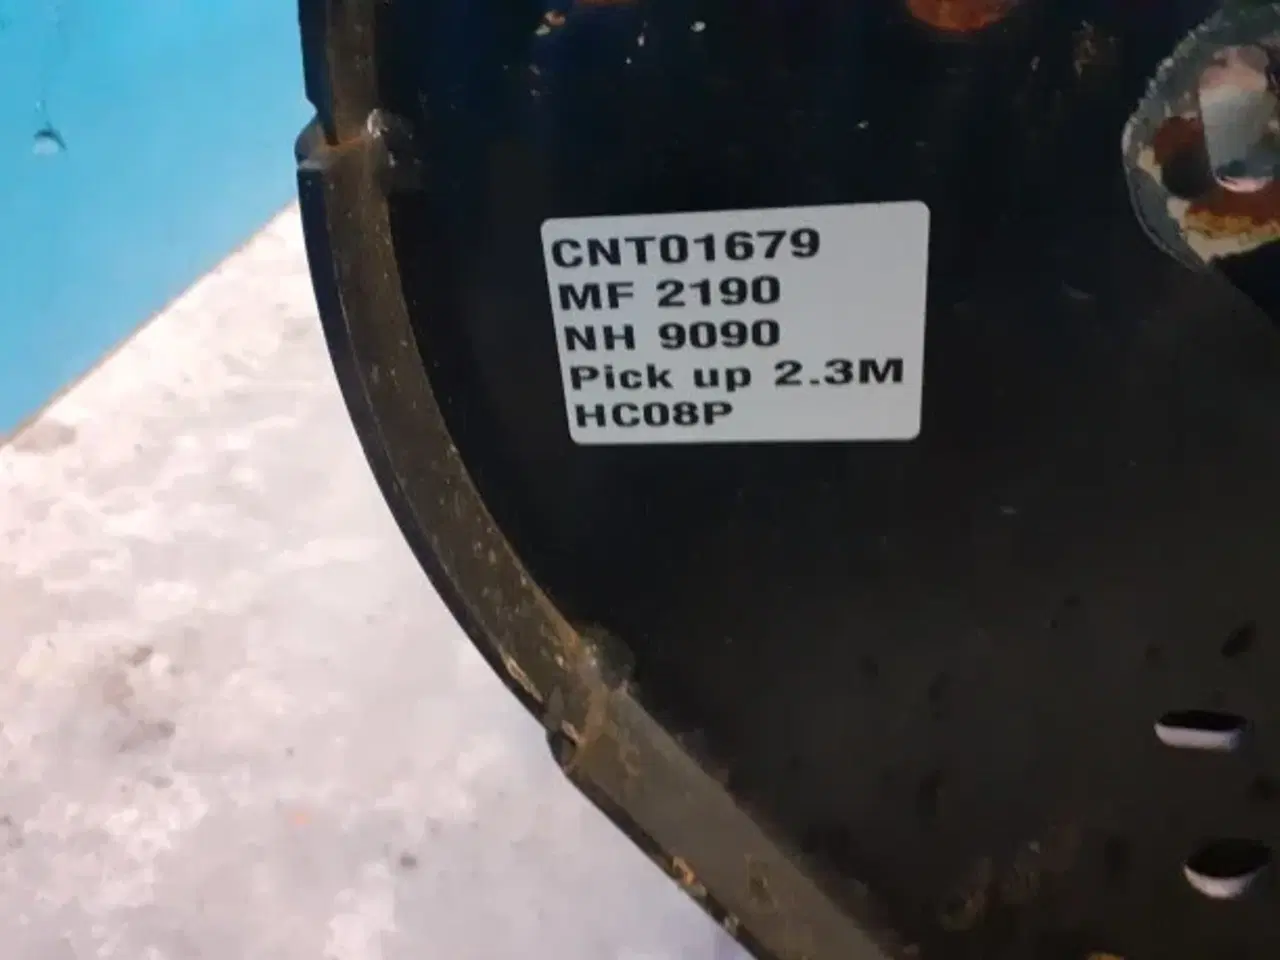 CNT01679
MF 2190
NH 9090
Pick up 2.3M
HC08P